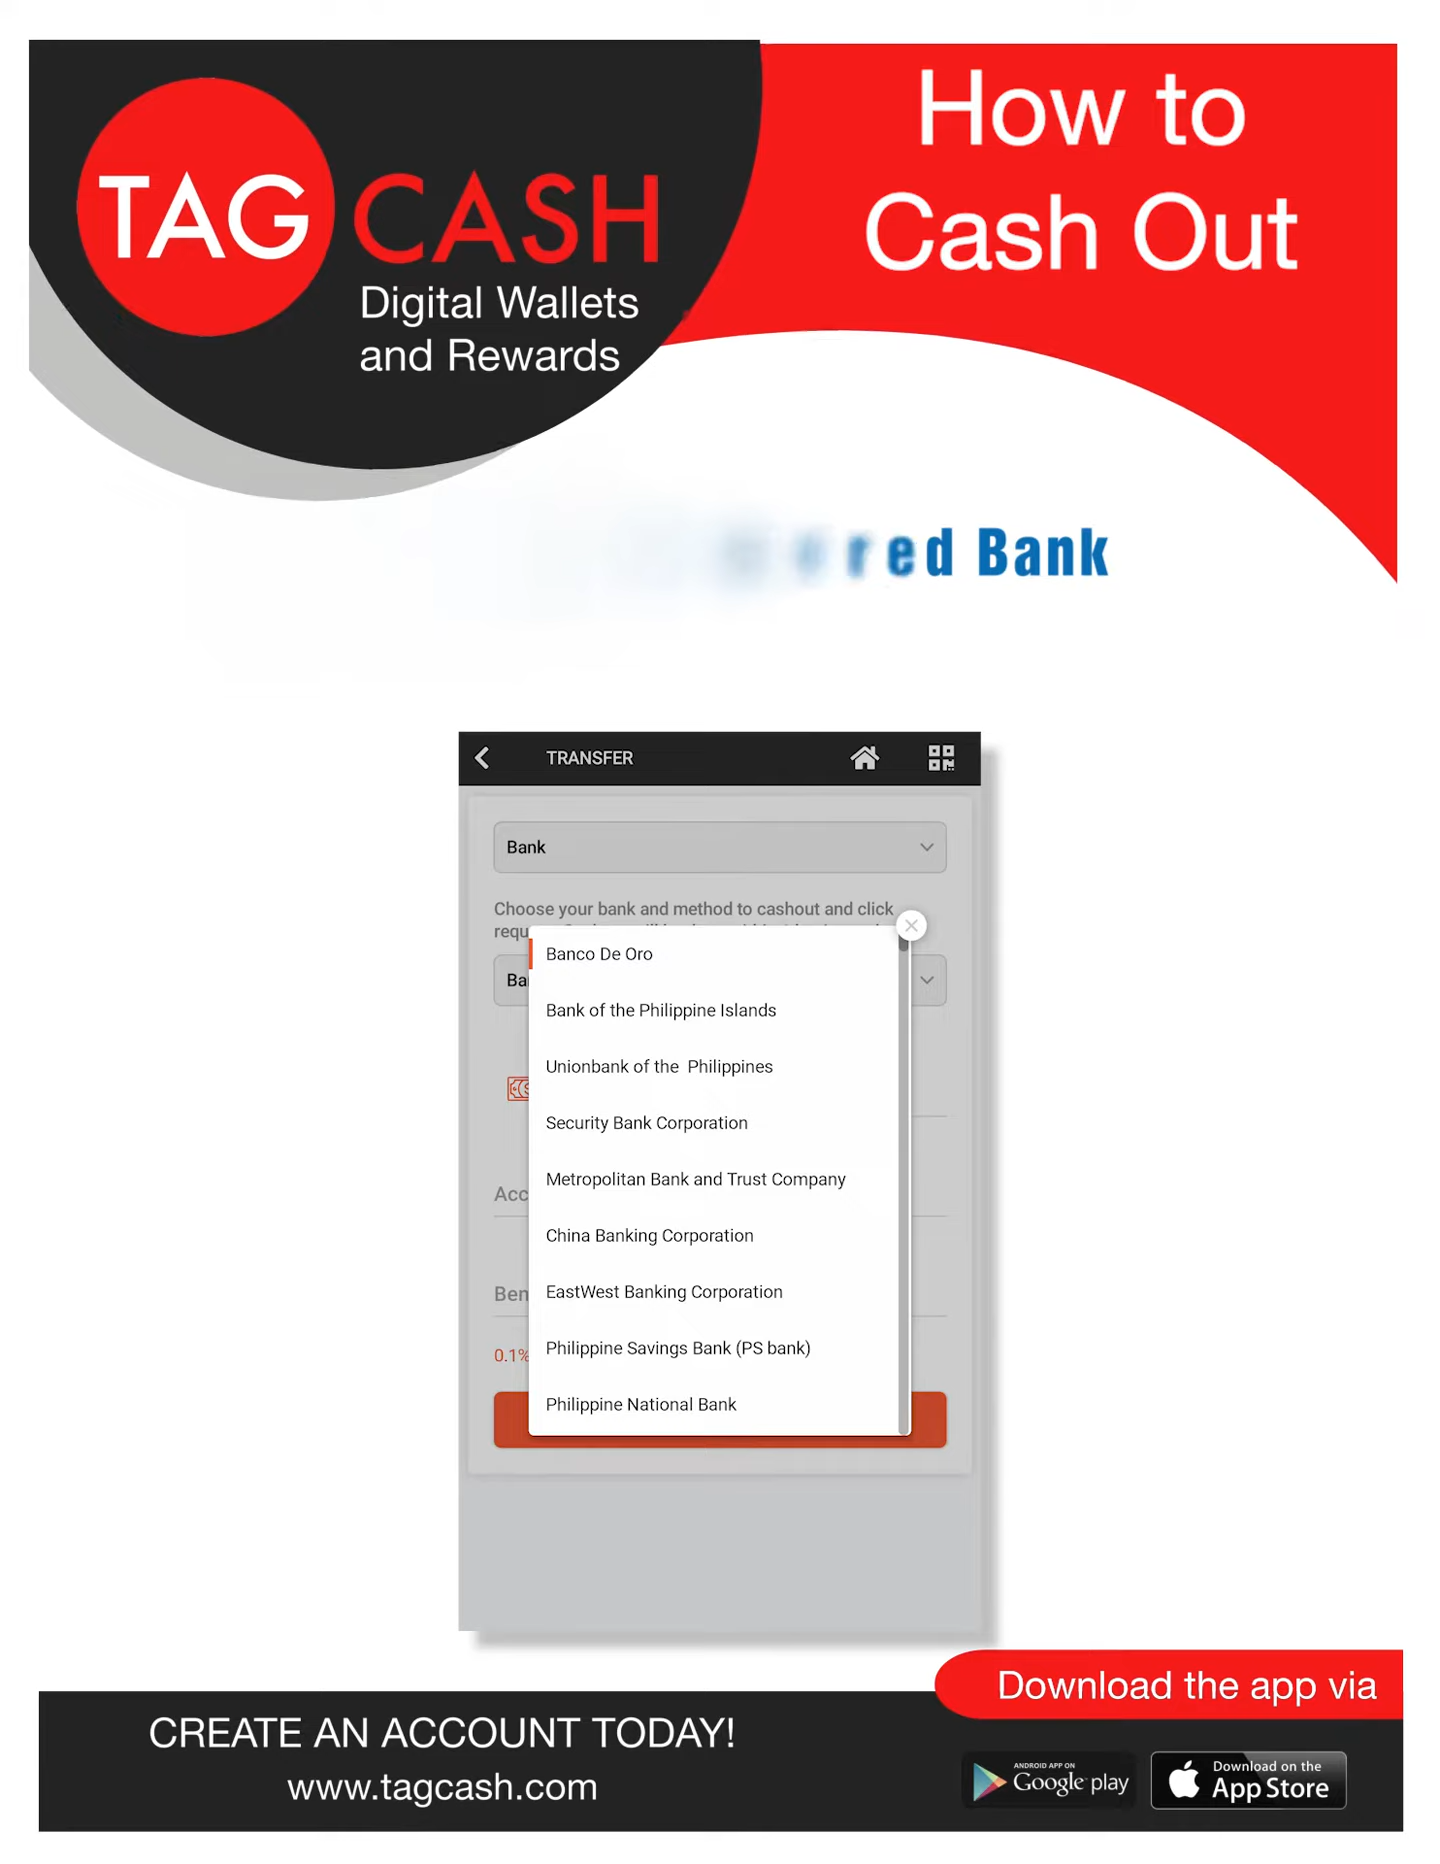 TAG CASH
Digital Wallets
and Rewards
How to
Cash Out
red Bank
TRANSFER
Bank
Choose your bank and method to cashout and click
Banco De Oro
Bank of the Philippine Islands
Unionbank of the Philippines
Security Bank Corporation
Metropolitan Bank and Trust Company
China Banking Corporation
EastWest Banking Corporation
Philippine Savings Bank (PS bank)
Philippine National Bank
0.1%
Download the app via
CREATE AN ACCOUNT TODAY!
www.tagcash.com
ANDROID APP ON
Google play
Download on the
App Store